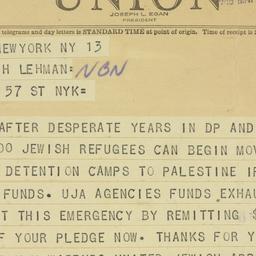 UNION
JOSEPH L. EGAN
PRESIDENT
telegrams and day letters is STANDARD TIME at point of origin. Time of receipt is
NEWYORK NY 13
H LEHMAN= NBN
57 ST NYK=
AFTER DESPERATE YEARS IN DP AND
00 JEWISH REFUGEES CAN BEGIN MOV
DETENTION CAMPS TO PALESTINE IF
FUNDS. UJA AGENCIES FUNDS EXHAU
T THIS EMERGENCY BY REMITTING $
F YOUR PLEDGE NOW. THANKS FOR Y
UNITED JEWISH